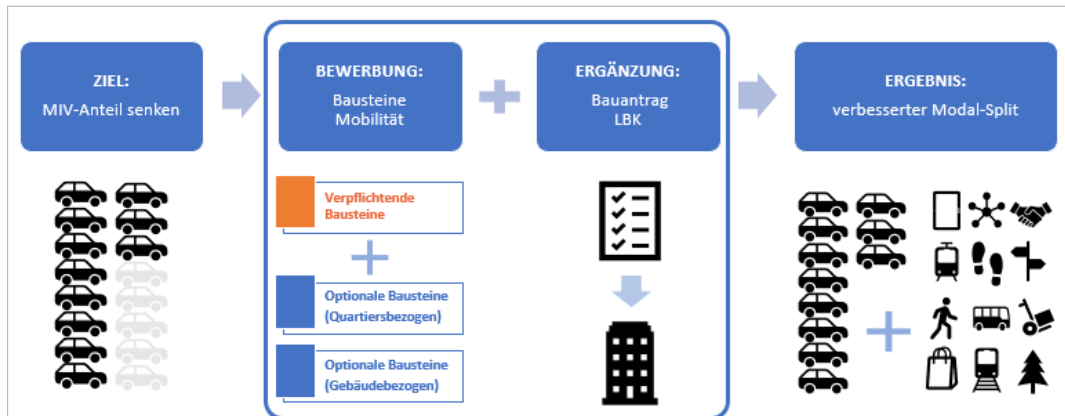 ZIEL:
MIV-Anteil senken
BEWERBUNG:
Bausteine
Mobilität
ERGÄNZUNG:
Bauantrag
LBK
ERGEBNIS:
verbesserter Modal-Split
Verpflichtende
Bausteine
Optionale Bausteine
(Quartiersbezogen)
Optionale Bausteine
(Gebäudebezogen)